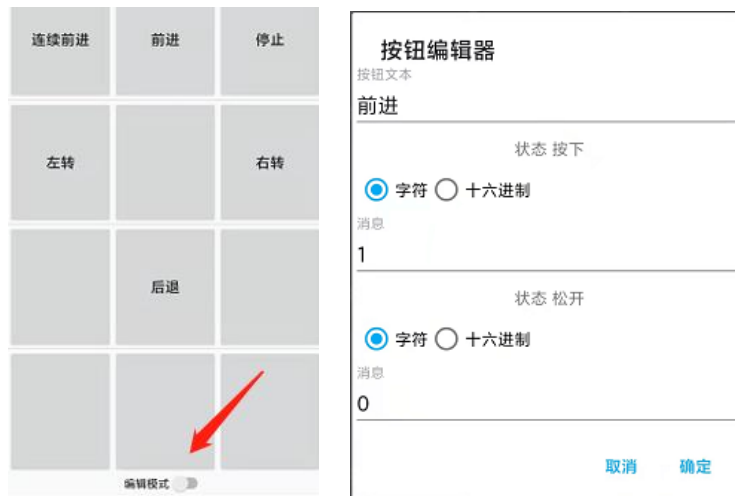 连续前进 前进 停止
左转 右转
后退
编辑模式
按钮编辑器
按钮文本
前进
状态 按下
字符 十六进制
消息
1
状态 松开
字符 十六进制
消息
0
取消 确定